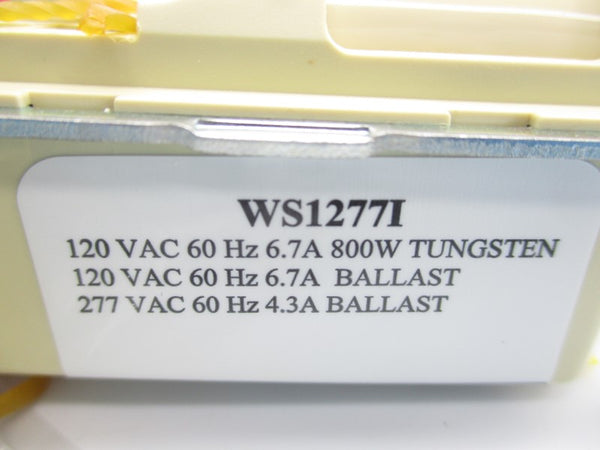 WS1277I
120 VAC 60 Hz 6.7A 800W TUNGSTEN
120 VAC 60 Hz 6.7A BALLAST
277 VAC 60 Hz 4.3A BALLAST